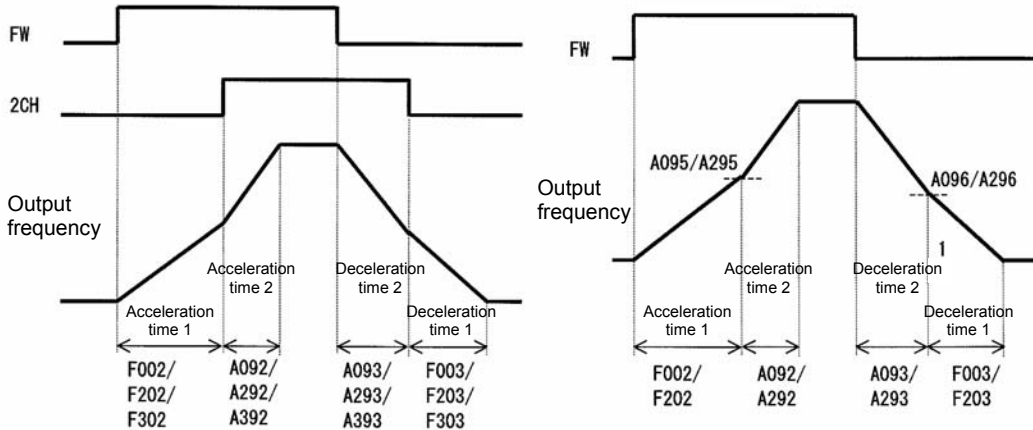 FW
2CH
Output
frequency
Acceleration
time 2
Deceleration
time 2
Acceleration
time 1
Deceleration
time 1
F002/
F202/
F302
A092/
A292/
A392
A093/
A293/
A393
F003/
F203/
F303
FW
A095/A295
A096/A296
Output
frequency
1
Acceleration
time 2
Deceleration
time 2
Acceleration
time 1
Deceleration
time 1
F002/
F202
A092/
A292
A093/
A293
F003/
F203